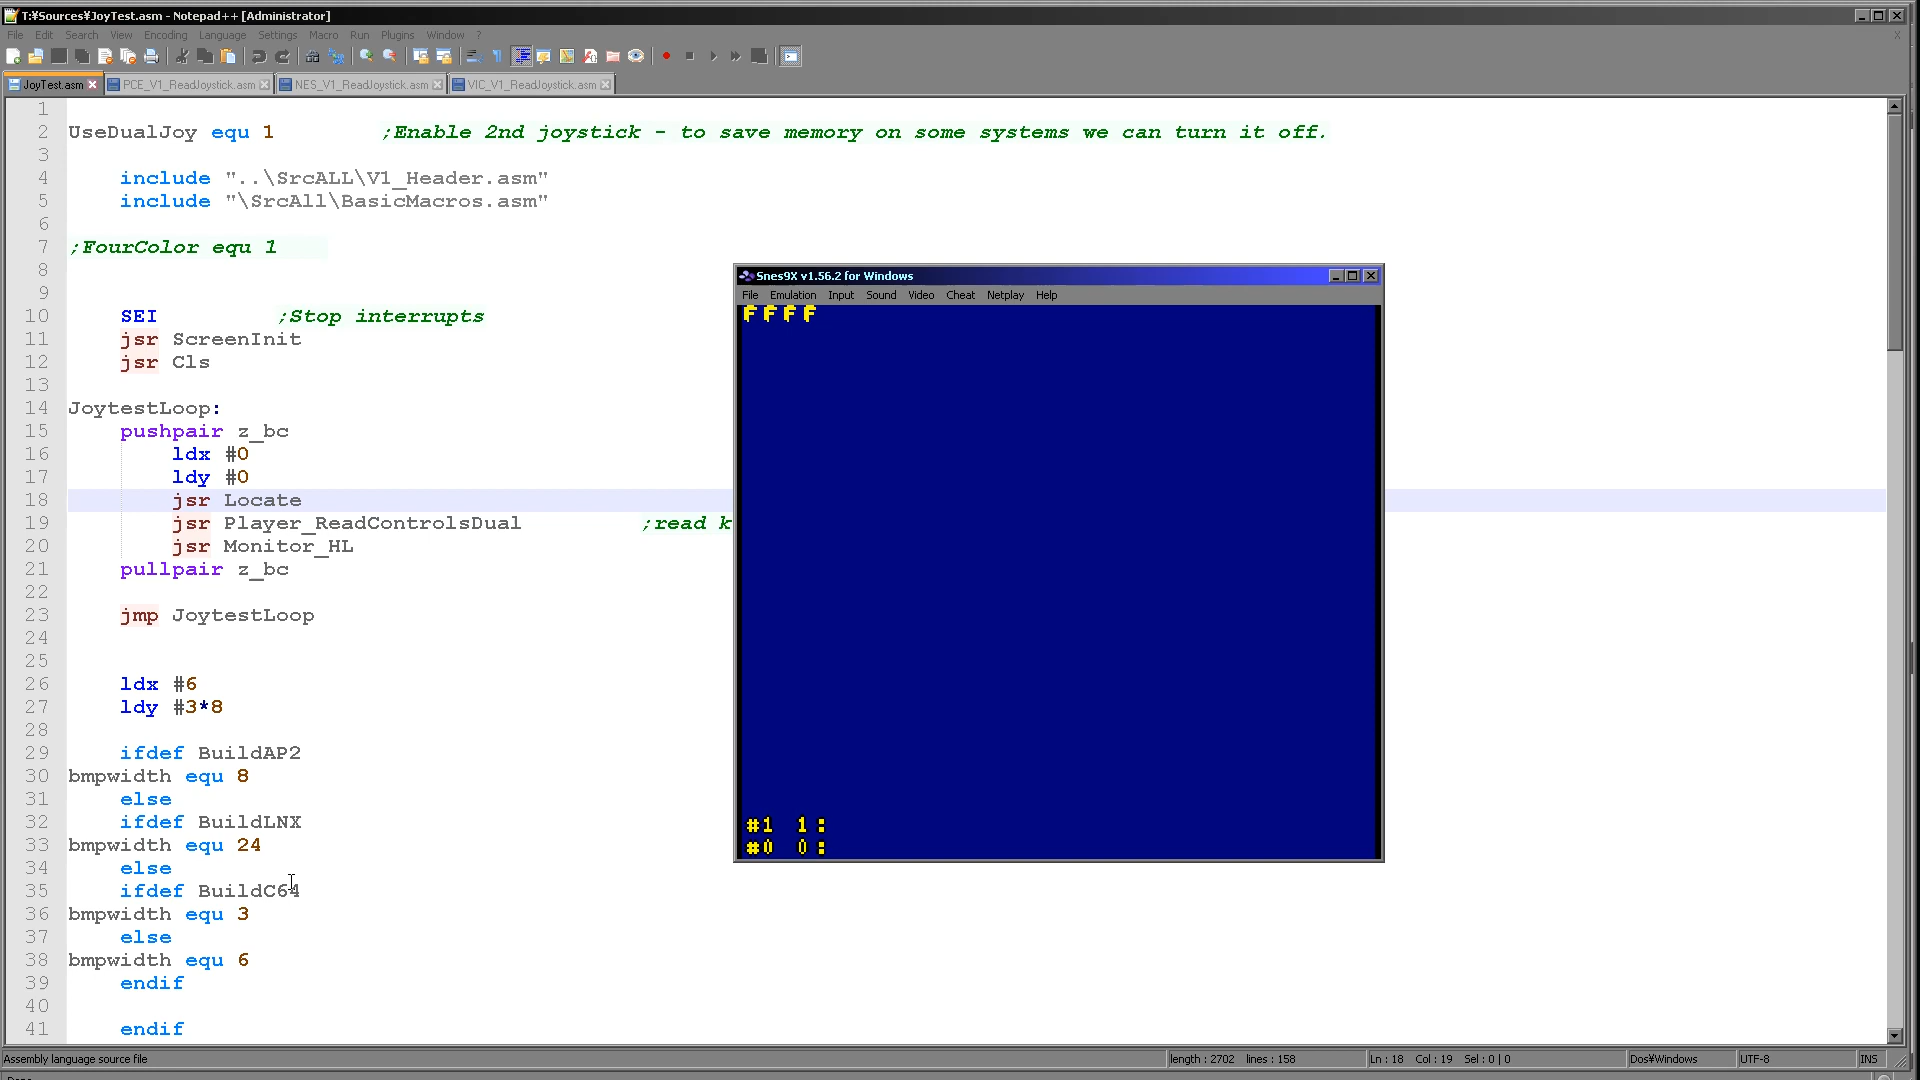 T:¥Sources¥JoyTest.asm - Notepad++ [Administrator]
File Edit Search View Encoding Language Settings Macro Run Plugins Window ? X
JoyTest.asm PCE_V1_ReadJoystick.asm NES_V1_ReadJoystick.asm VIC_V1_ReadJoystick.asm
1
2 UseDualJoy equ 1 ;Enable 2nd joystick - to save memory on some systems we can turn it off.
3
4 include "..\SrcALL\V1_Header.asm"
5 include "\SrcAll\BasicMacros.asm"
6
7 ;FourColor equ 1
8
9
10 SEI ;Stop interrupts
11 jsr ScreenInit
12 jsr Cls
13
14 JoytestLoop:
15 pushpair z_bc
16 ldx #0
17 ldy #0
18 jsr Locate
19 jsr Player_ReadControlsDual ;read k
20 jsr Monitor_HL
21 pullpair z_bc
22
23 jmp JoytestLoop
24
25
26 ldx #6
27 ldy #3*8
28
29 ifdef BuildAP2
30 bmpwidth equ 8
31 else
32 ifdef BuildLNX
33 bmpwidth equ 24
34 else
35 ifdef BuildC64
36 bmpwidth equ 3
37 else
38 bmpwidth equ 6
39 endif
40
41 endif
Snes9X v1.56.2 for Windows
File Emulation Input Sound Video Cheat Netplay Help
F F F F
#1 1:
#0 0:
Assembly language source file length : 2702 lines : 158 Ln : 18 Col : 19 Sel : 0 | 0 Dos¥Windows UTF-8 INS